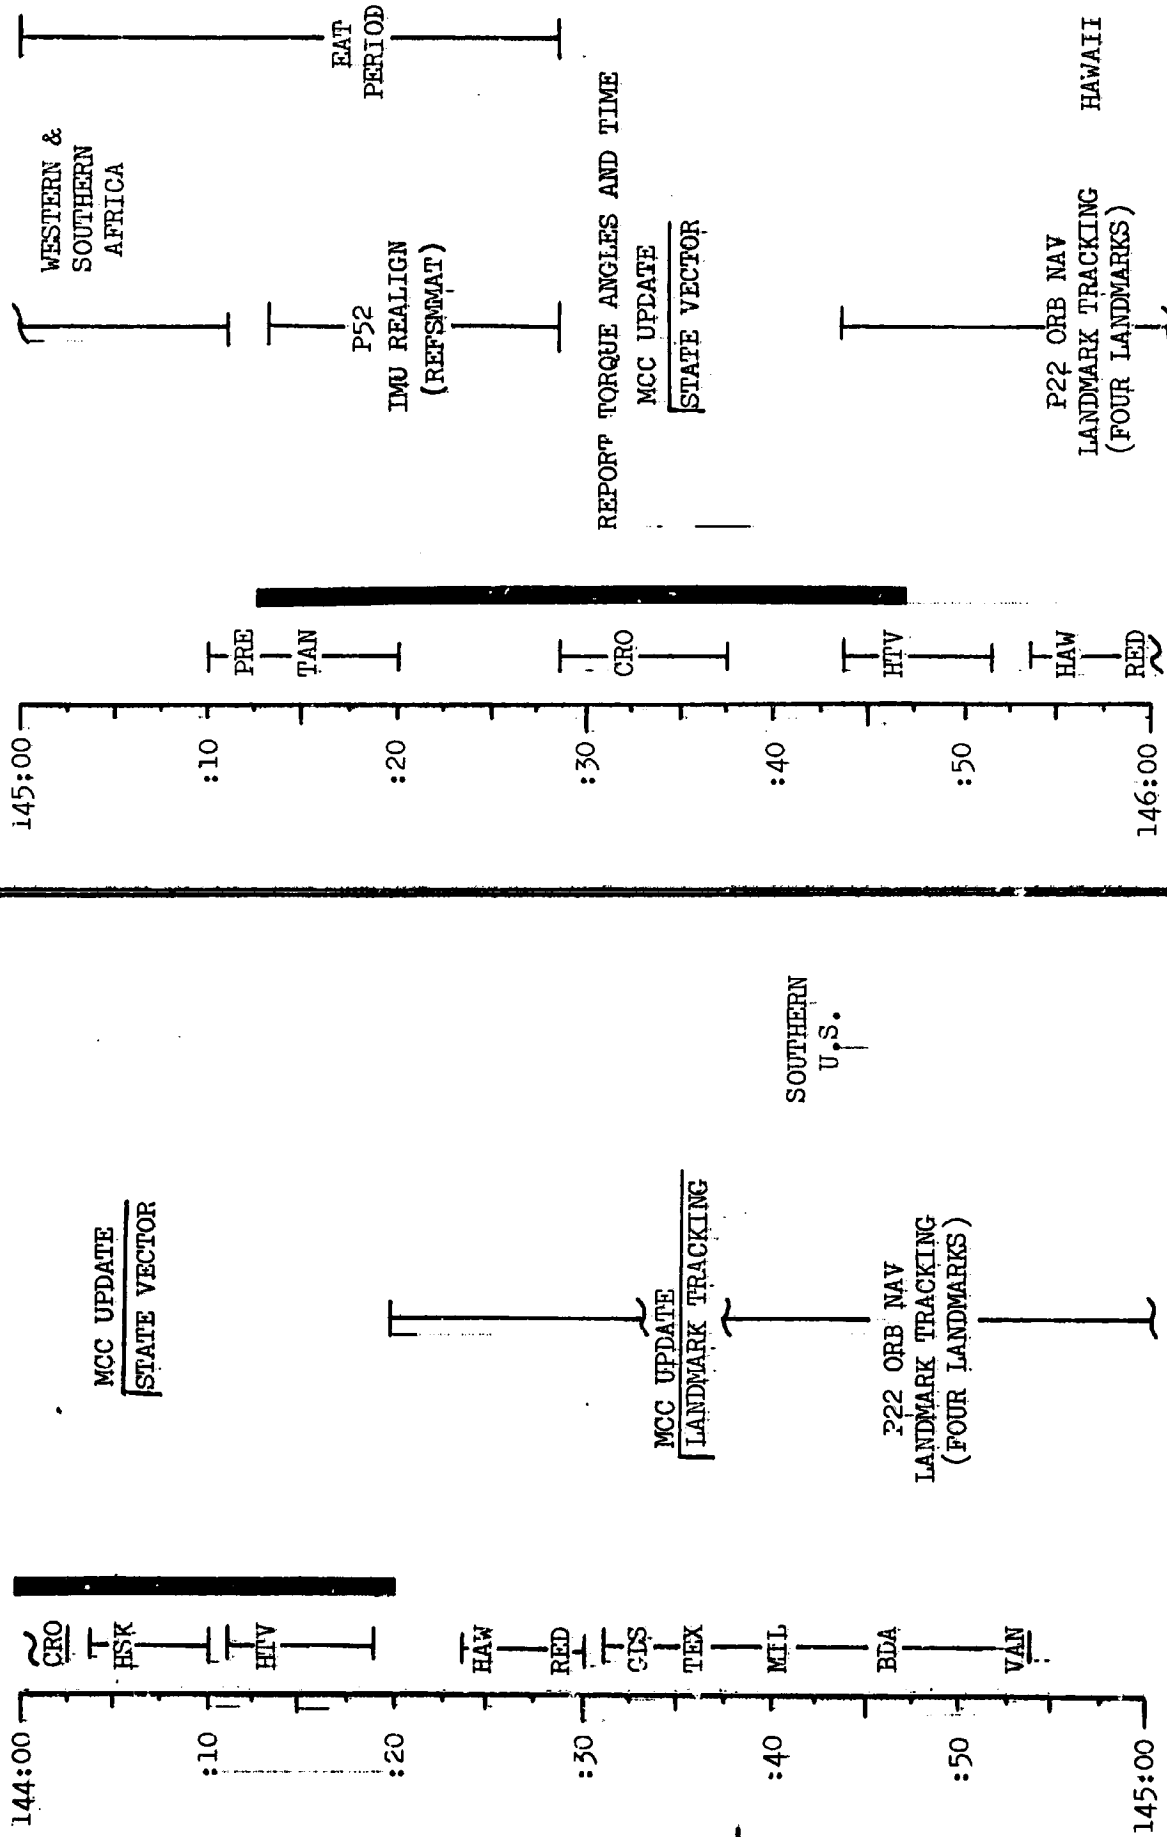 144:00
:10
:20
:30
:40
:50
145:00
CRO
HSK
HTV
HAW
RED
GDS
TEX
MIL
BDA
VAN
MCC UPDATE
STATE VECTOR
MCC UPDATE
LANDMARK TRACKING
P22 ORB NAV
LANDMARK TRACKING
(FOUR LANDMARKS)
SOUTHERN
U.S.
145:00
:10
:20
:30
:40
:50
146:00
PRE
TAN
CRO
HTV
HAW
RED
WESTERN &
SOUTHERN
AFRICA
EAT
PERIOD
P52
IMU REALIGN
(REFSMMAT)
REPORT TORQUE ANGLES AND TIME
MCC UPDATE
STATE VECTOR
P22 ORB NAV
LANDMARK TRACKING
(FOUR LANDMARKS)
HAWAII